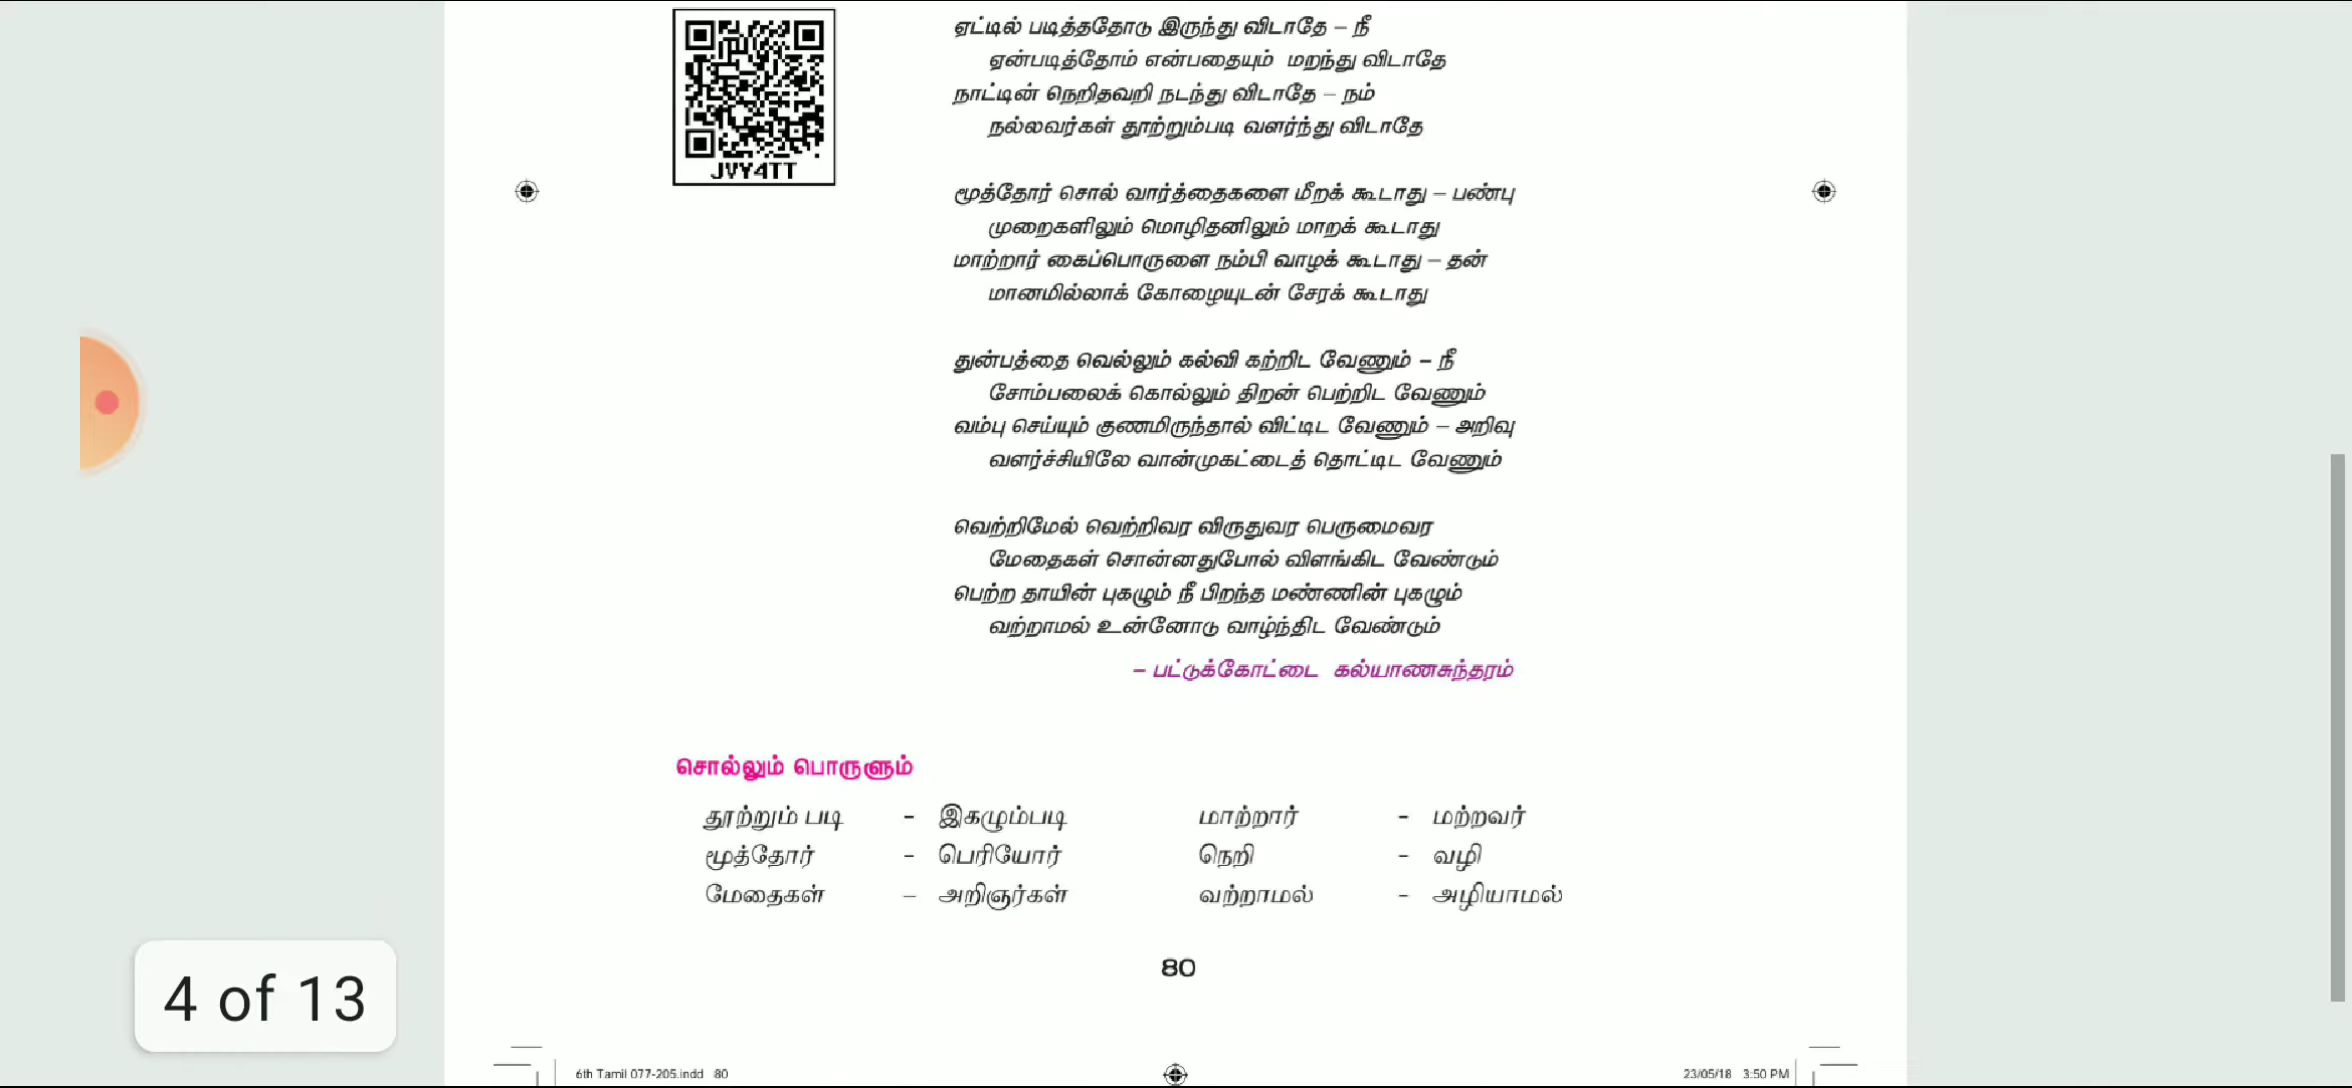 JVY4TT
ஏட்டில் படித்ததோடு இருந்து விடாதே – நீ
ஏன்படித்தோம் என்பதையும் மறந்து விடாதே
நாட்டின் நெறிதவறி நடந்து விடாதே – நம்
நல்லவர்கள் தூற்றும்படி வளர்ந்து விடாதே
மூத்தோர் சொல் வார்த்தைகளை மீறக் கூடாது – பண்பு
முறைகளிலும் மொழிதனிலும் மாறக் கூடாது
மாற்றார் கைப்பொருளை நம்பி வாழக் கூடாது – தன்
மானமில்லாக் கோழையுடன் சேரக் கூடாது
துன்பத்தை வெல்லும் கல்வி கற்றிட வேணும் – நீ
சோம்பலைக் கொல்லும் திறன் பெற்றிட வேணும்
வம்பு செய்யும் குணமிருந்தால் விட்டிட வேணும் – அறிவு
வளர்ச்சியிலே வான்முகட்டைத் தொட்டிட வேணும்
வெற்றிமேல் வெற்றிவர விருதுவர பெருமைவர
மேதைகள் சொன்னதுபோல் விளங்கிட வேண்டும்
பெற்ற தாயின் புகழும் நீ பிறந்த மண்ணின் புகழும்
வற்றாமல் உன்னோடு வாழ்ந்திட வேண்டும்
– பட்டுக்கோட்டை கல்யாணசுந்தரம்
சொல்லும் பொருளும்
தூற்றும் படி - இகழும்படி மாற்றார் - மற்றவர்
மூத்தோர் - பெரியோர் நெறி - வழி
மேதைகள் – அறிஞர்கள் வற்றாமல் - அழியாமல்
80
4 of 13
6th Tamil 077-205.indd 80 23/05/18 3:50 PM